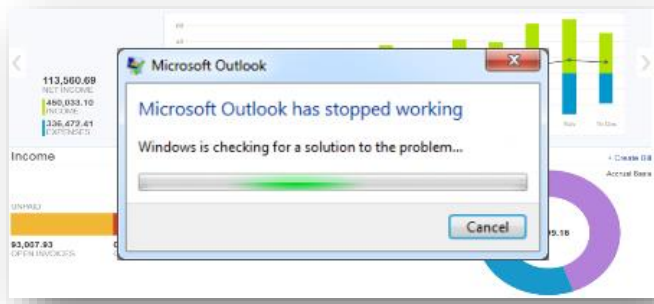 113,560.69
NET INCOME
450,033.10
INCOME
336,472.41
EXPENSES
Microsoft Outlook
Microsoft Outlook has stopped working
Windows is checking for a solution to the problem...
Cancel
Income
+ Create
Accrual Basis
UNPAID
93,007.93
OPEN INVOICES